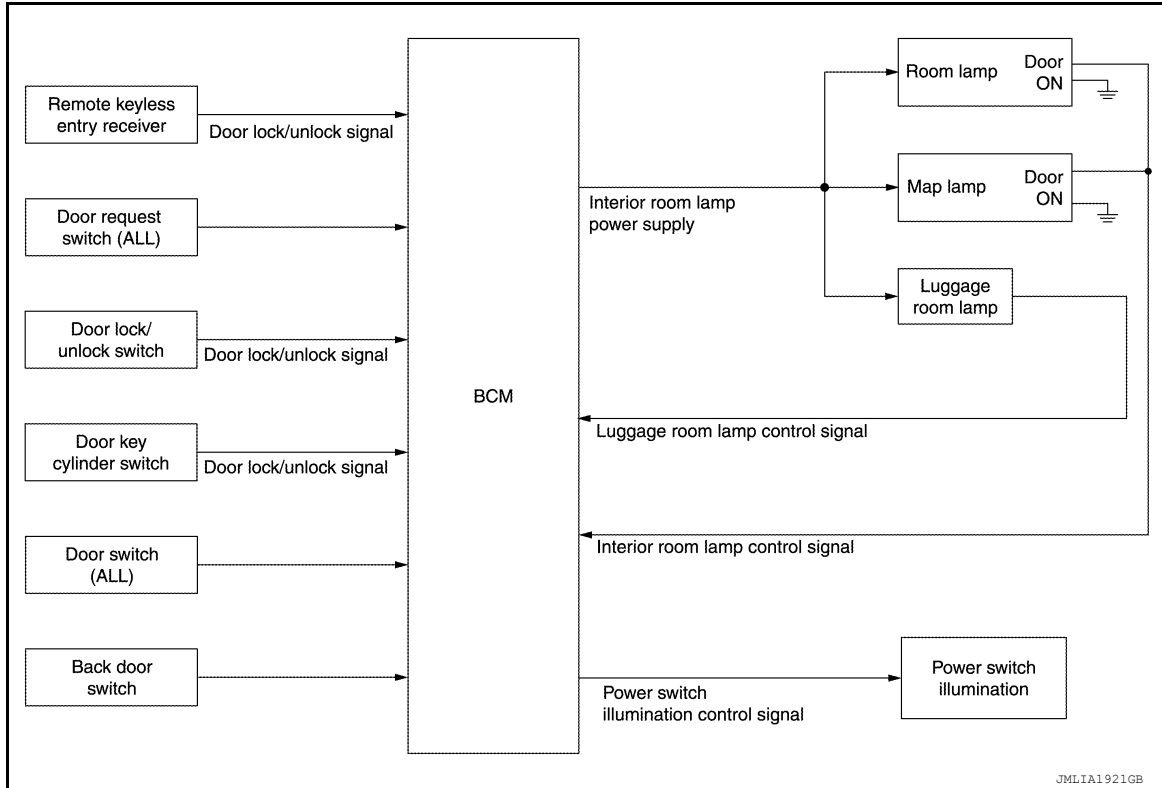 Remote keyless
entry receiver
Door lock/unlock signal
Door request
switch (ALL)
Door lock/
unlock switch
Door lock/unlock signal
Door key
cylinder switch
Door lock/unlock signal
Door switch
(ALL)
Back door
switch
BCM
Interior room lamp
power supply
Room lamp
Door
ON
Map lamp
Door
ON
Luggage
room lamp
Luggage room lamp control signal
Interior room lamp control signal
Power switch
illumination control signal
Power switch
illumination
JMLIA1921GB